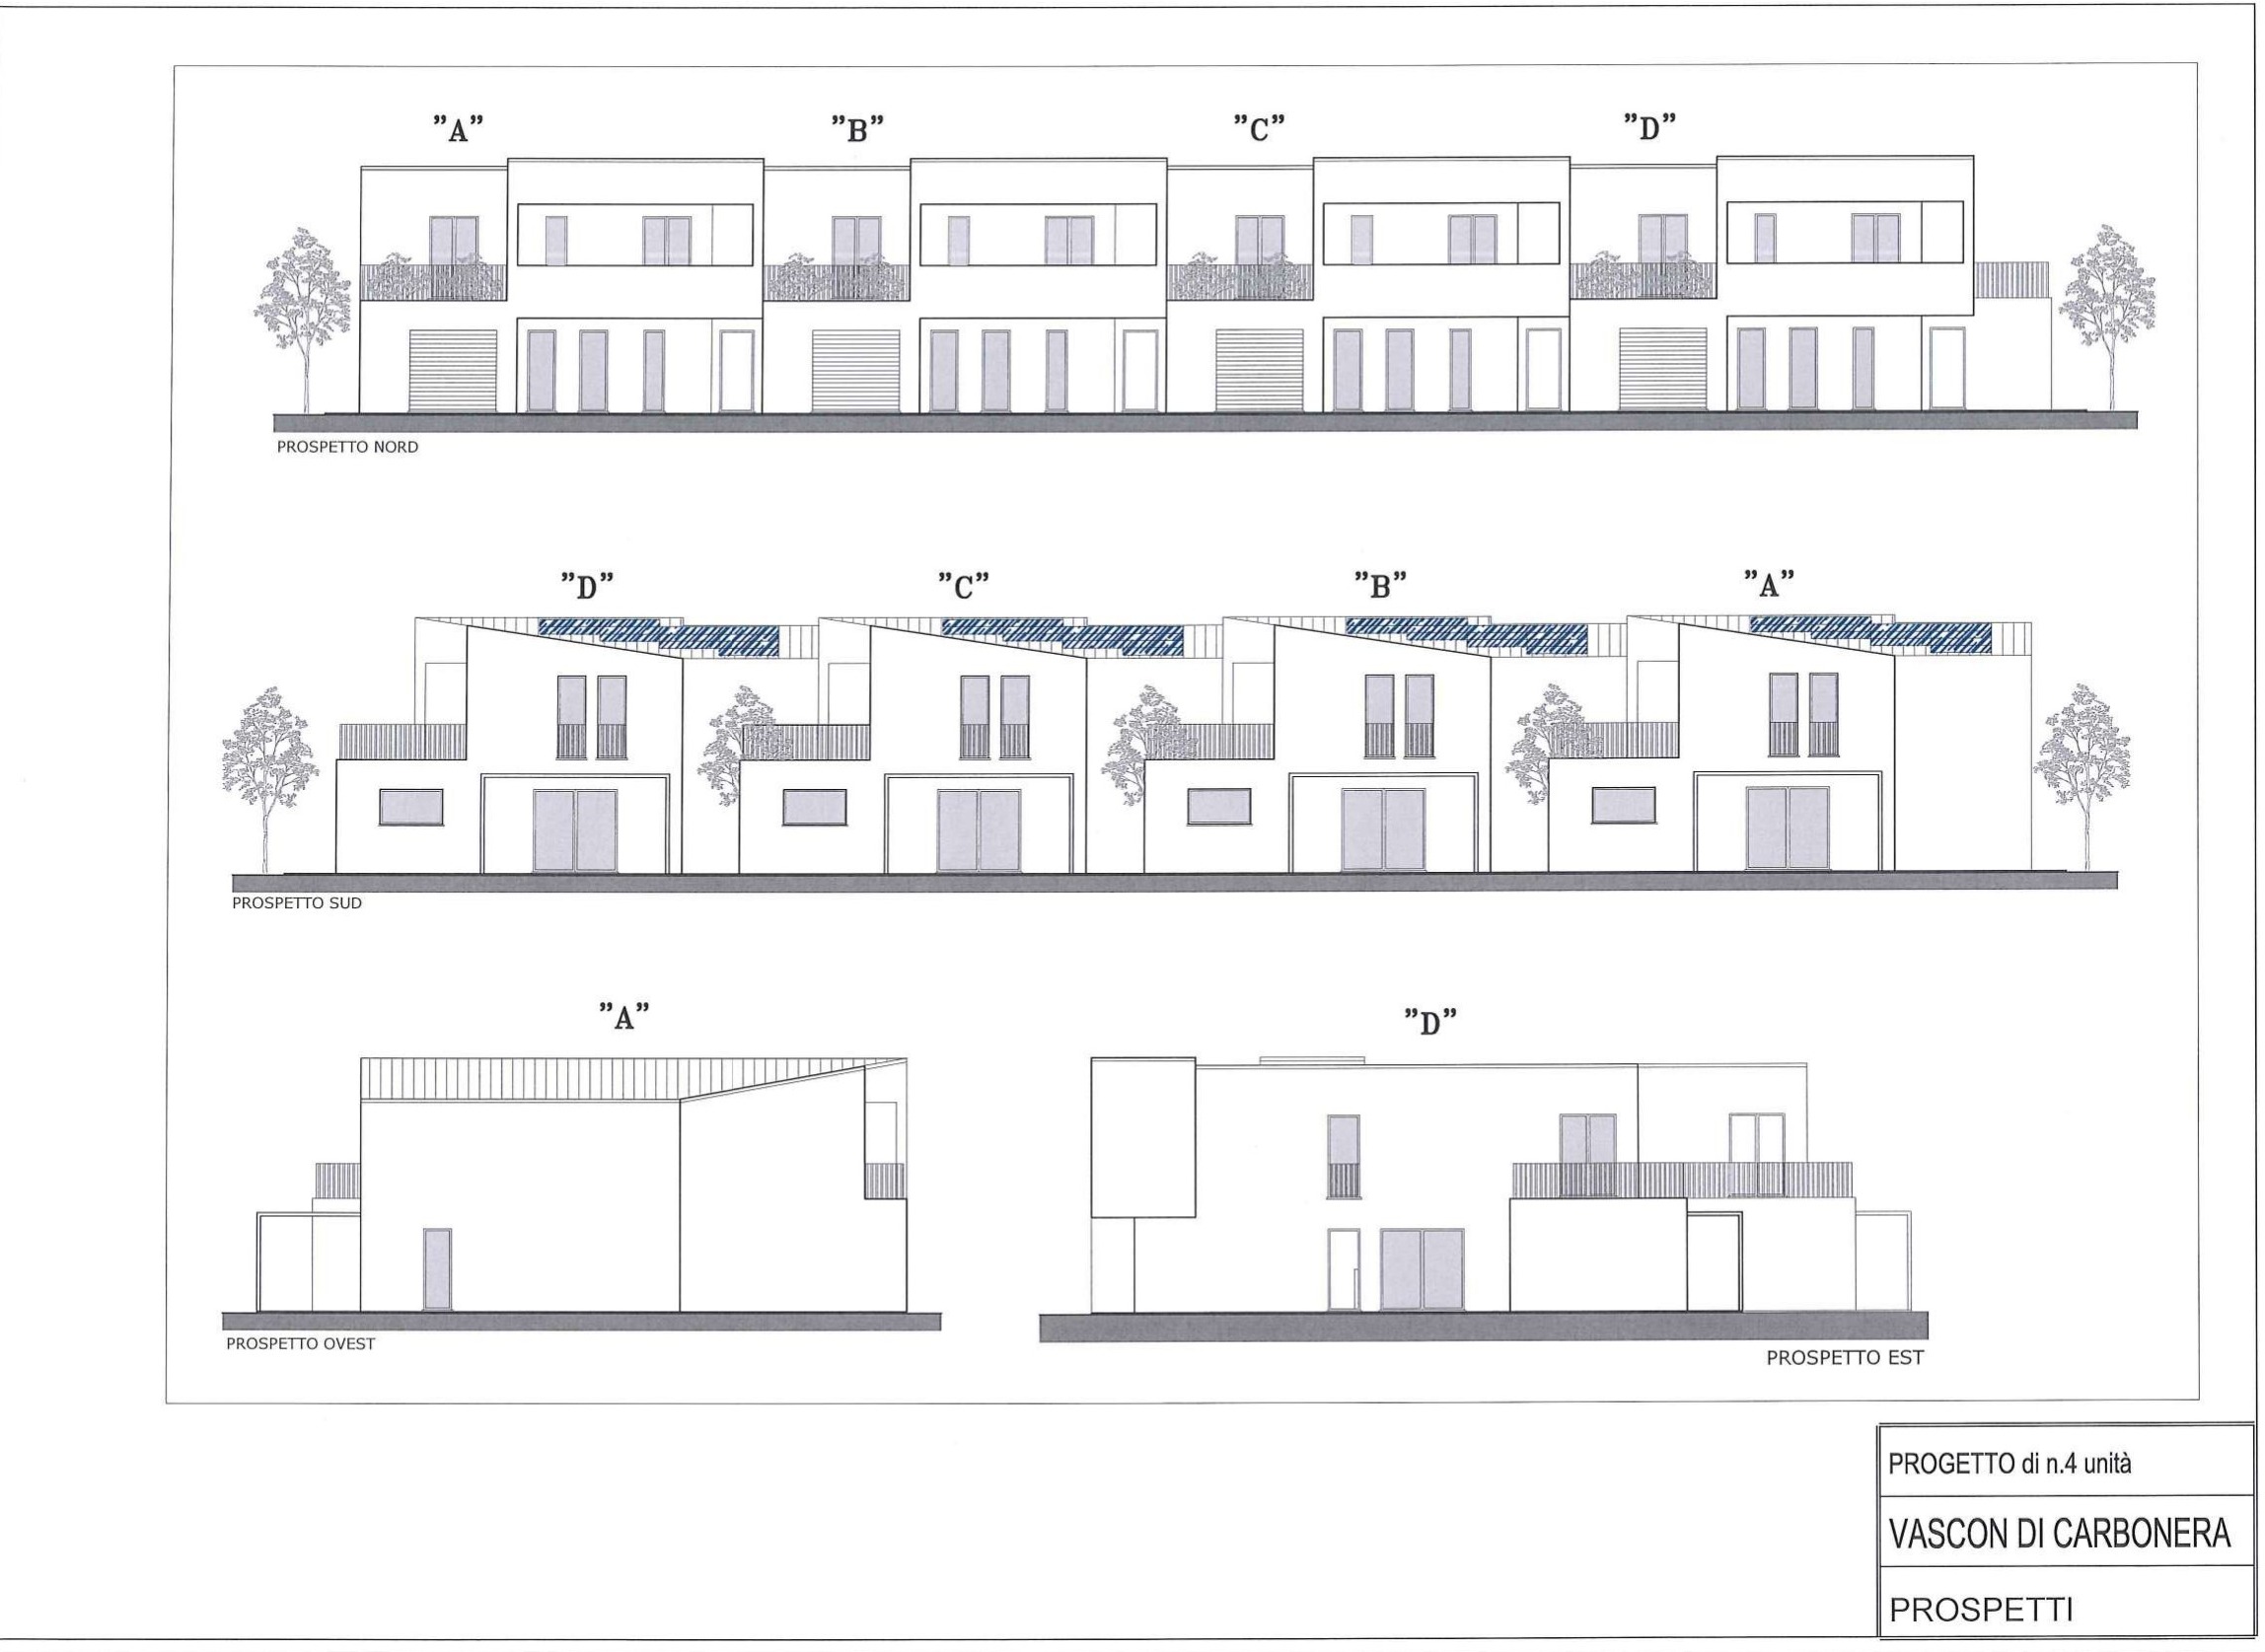 ”A” ”B” ”C” ”D”
PROSPETTO NORD
”D” ”C” ”B” ”A”
PROSPETTO SUD
”A” ”D”
PROSPETTO OVEST
PROSPETTO EST
PROGETTO di n.4 unità
VASCON DI CARBONERA
PROSPETTI